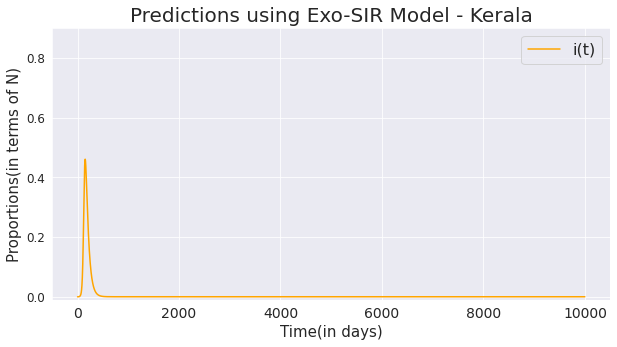 Predictions using Exo-SIR Model - Kerala
i(t)
Proportions(in terms of N)
0.8
0.6
0.4
0.2
0.0
0 2000 4000 6000 8000 10000
Time(in days)